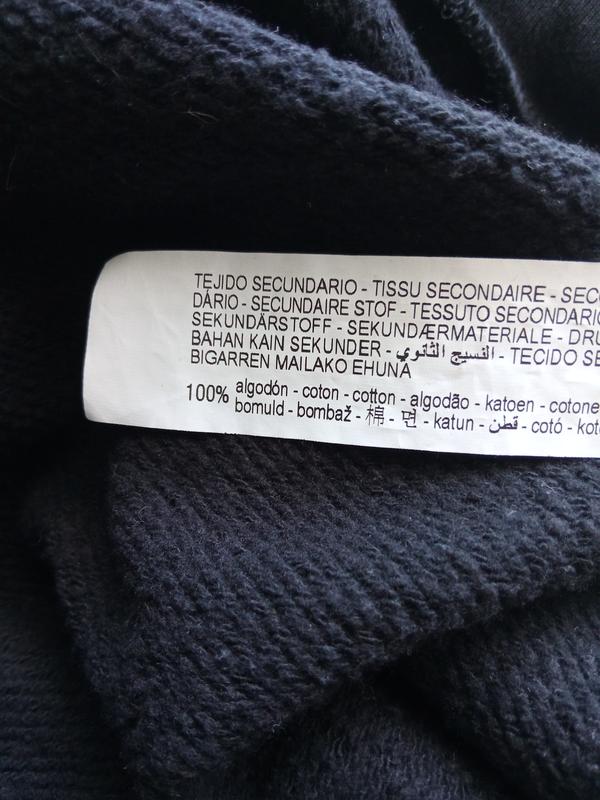 TEJIDO SECUNDARIO - TISSU SECONDAIRE - SECO
DÁRIO - SECUNDAIRE STOF - TESSUTO SECONDARIO
SEKUNDÄRSTOFF - SEKUNDÆRMATERIALE - DRU
BAHAN KAIN SEKUNDER - النسيج الثانوي - TECIDO SE
BIGARREN MAILAKO EHUNA
100% algodón - coton - cotton - algodão - katoen - cotone
bomuld - bombaž - 棉 - 면 - katun - قطن - cotó - koto